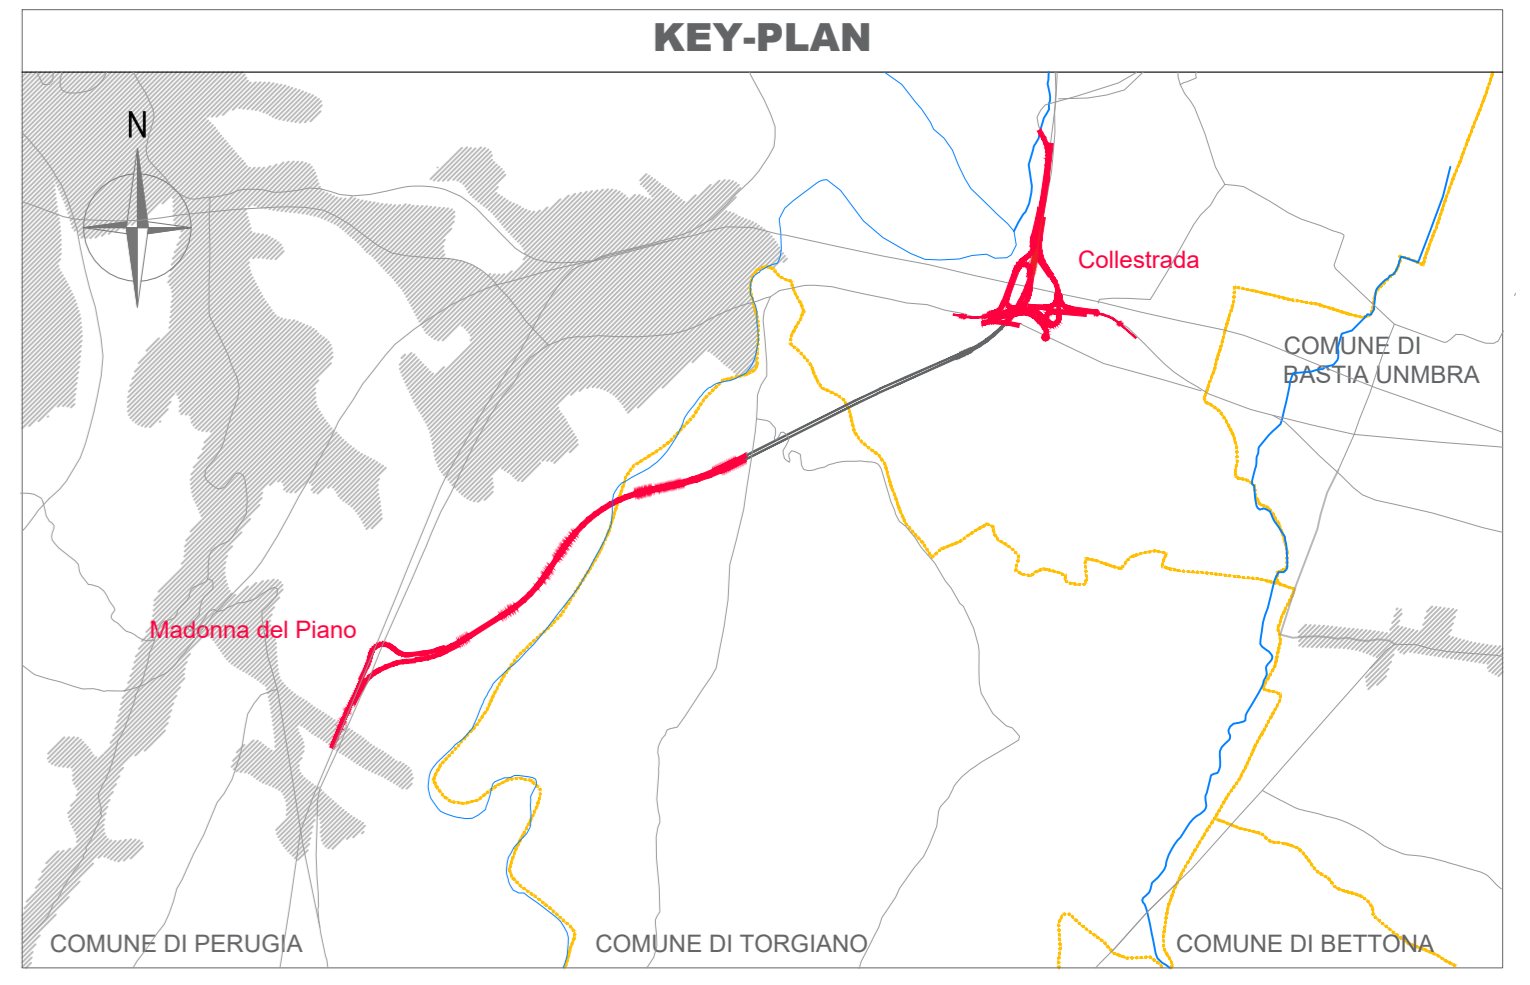 KEY-PLAN
N
Collestrada
COMUNE DI
BASTIA UNMBRA
Madonna del Piano
COMUNE DI PERUGIA
COMUNE DI TORGIANO
COMUNE DI BETTONA